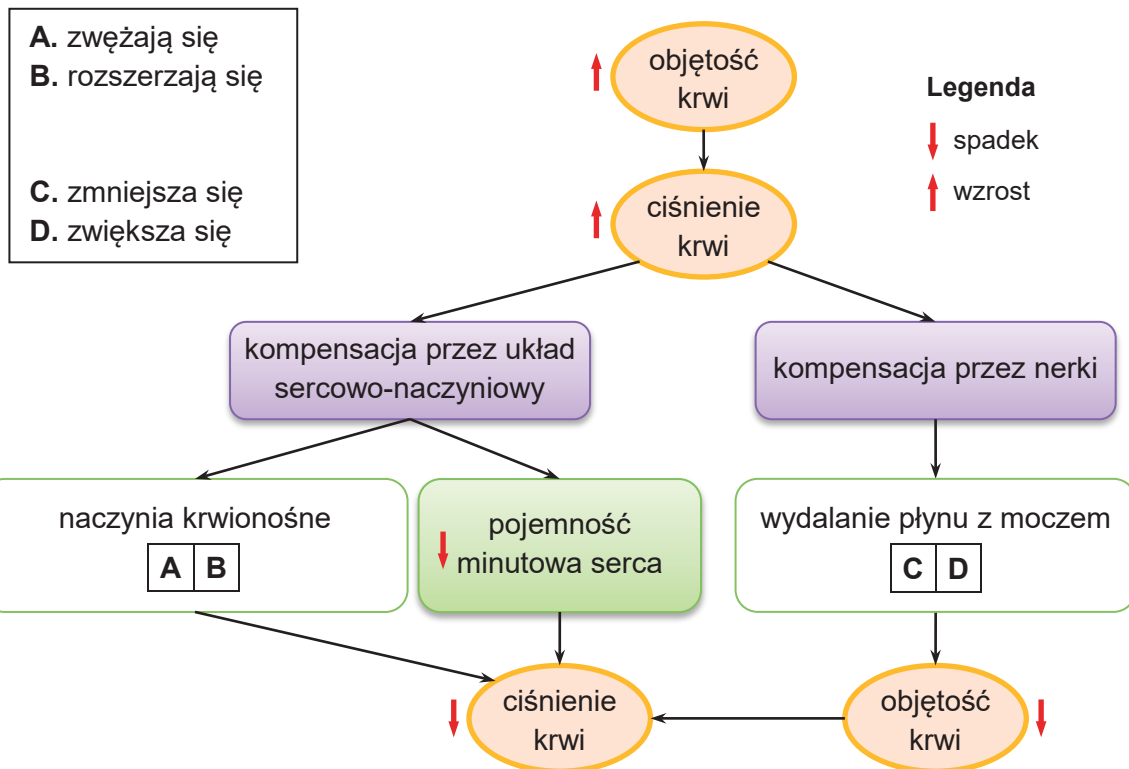 A. zwężają się
B. rozszerzają się
C. zmniejsza się
D. zwiększa się
objętość
krwi
Legenda
spadek
wzrost
ciśnienie
krwi
kompensacja przez układ
sercowo-naczyniowy
kompensacja przez nerki
naczynia krwionośne
A B
pojemność
minutowa serca
wydalanie płynu z moczem
C D
ciśnienie
krwi
objętość
krwi